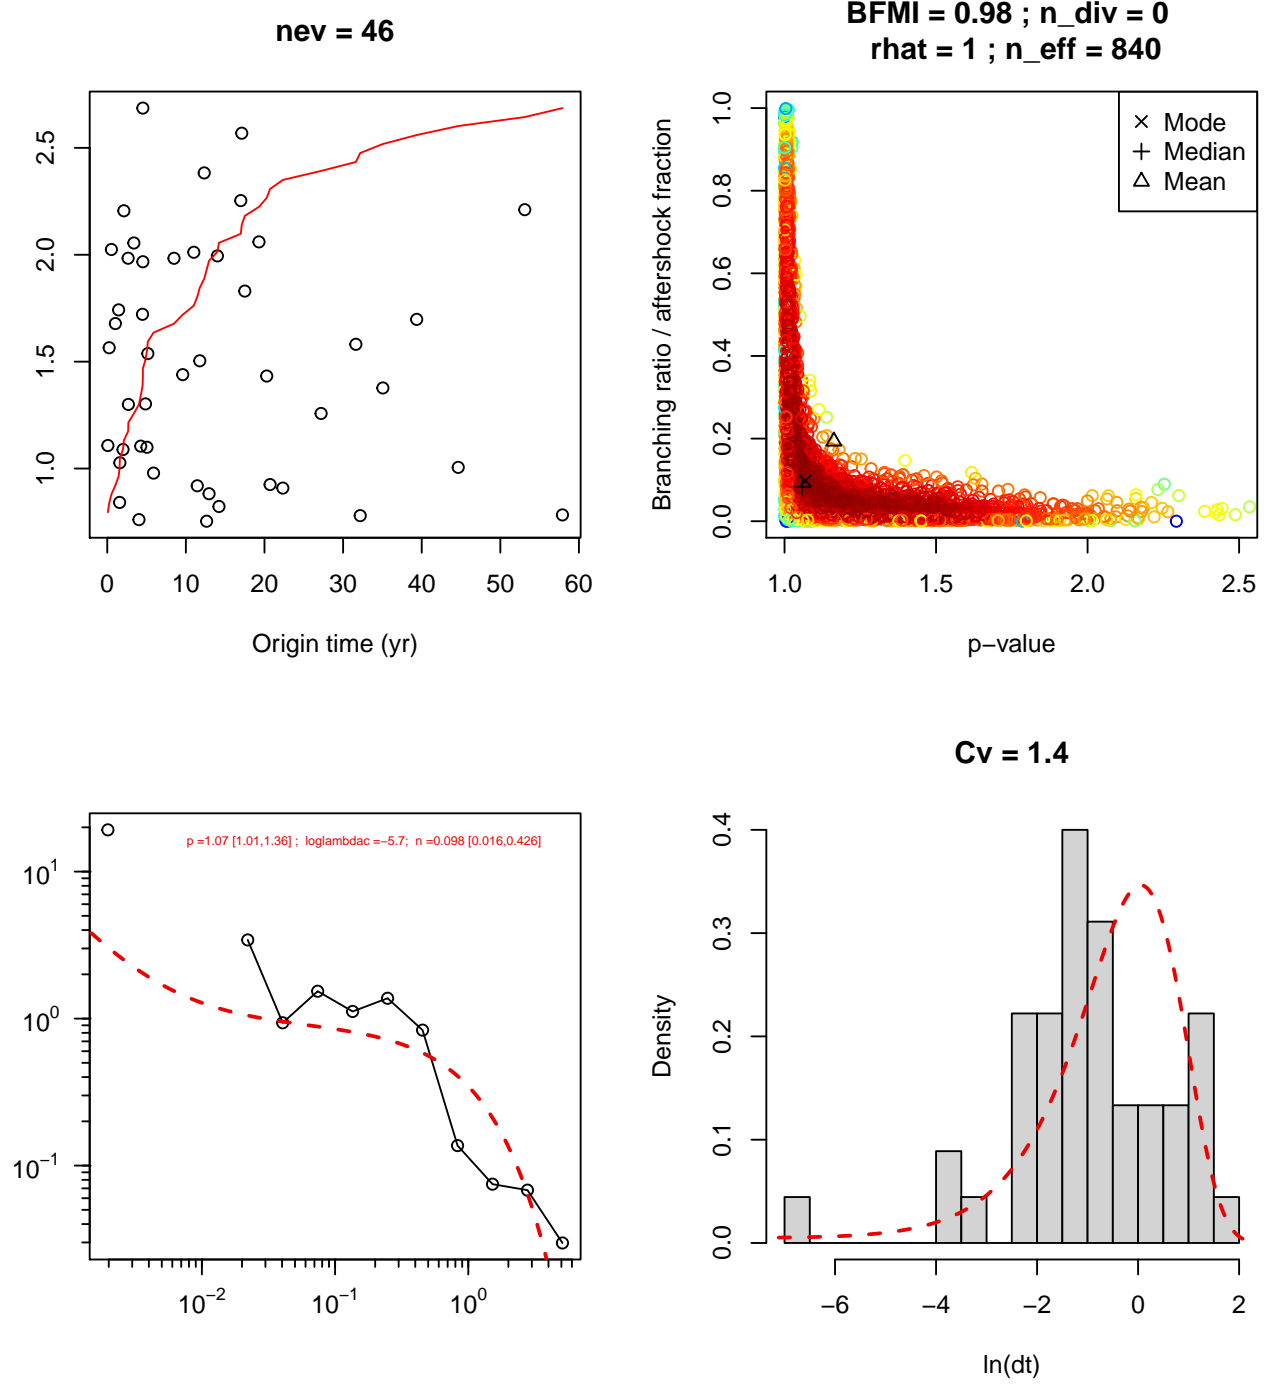 nev = 46
2.5
2.0
1.5
1.0
0 10 20 30 40 50 60
Origin time (yr)
BFMI = 0.98 ; n_div = 0
rhat = 1 ; n_eff = 840
Branching ratio / aftershock fraction
1.0
0.8
0.6
0.4
0.2
0.0
Mode
Median
Mean
1.0 1.5 2.0 2.5
p−value
p =1.07 [1.01,1.36] ; loglambdac =−5.7; n =0.098 [0.016,0.426]
10^1
10^0
10^−1
10^−2 10^−1 10^0
Cv = 1.4
Density
0.4
0.3
0.2
0.1
0.0
−6 −4 −2 0 2
ln(dt)